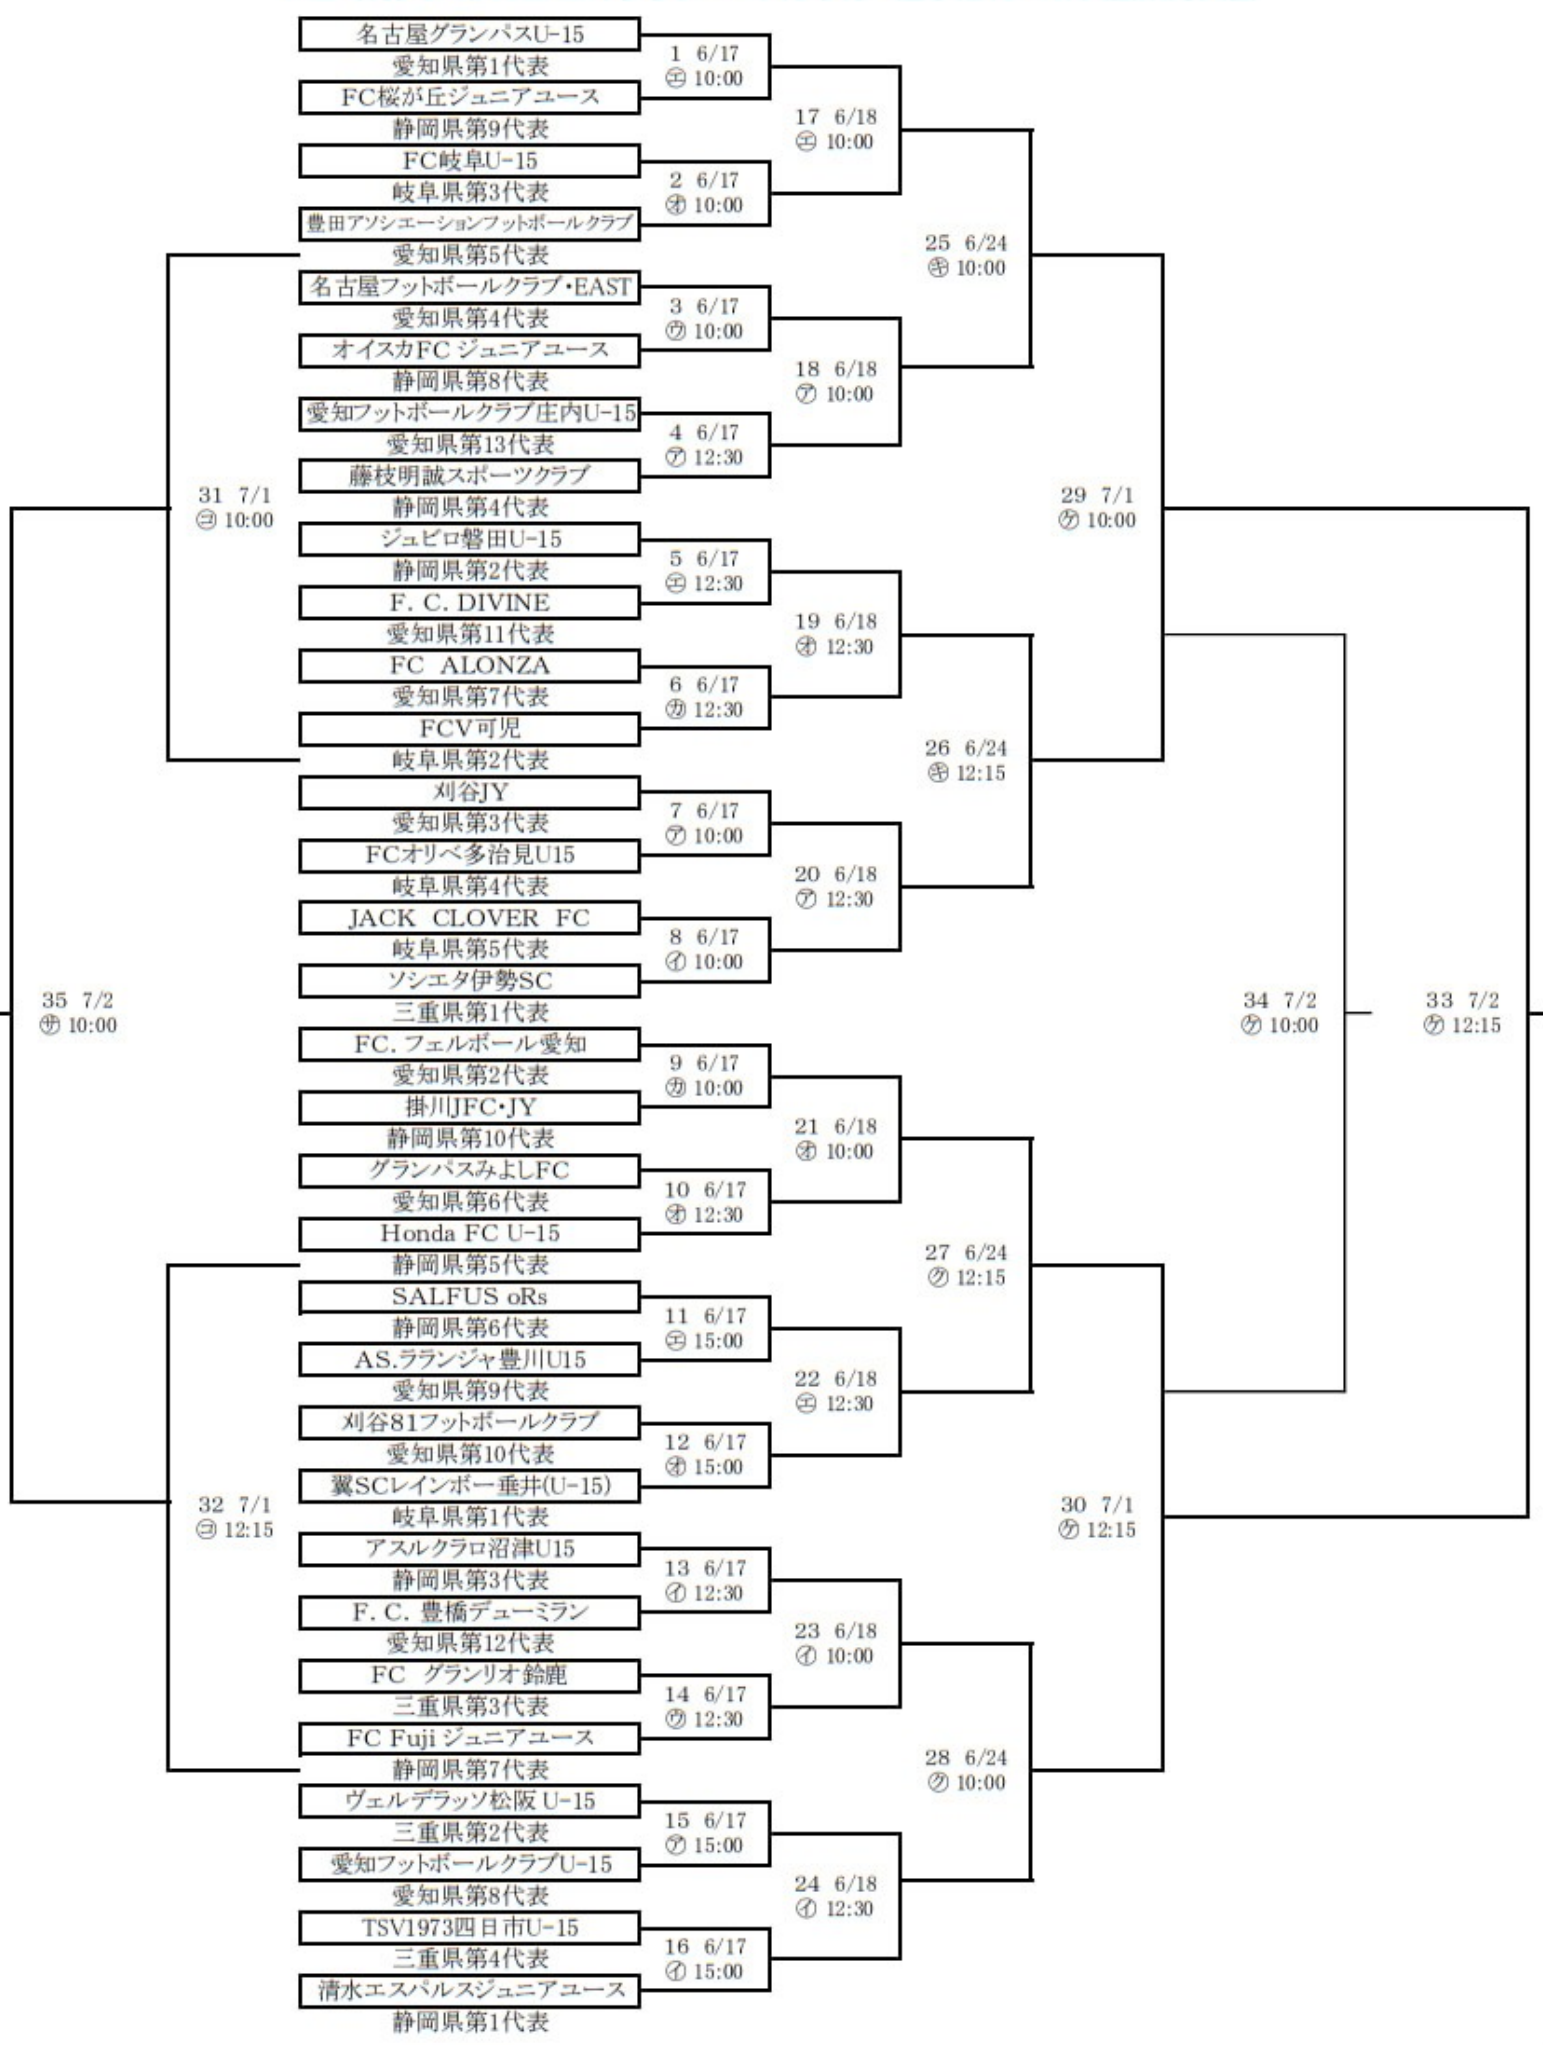 名古屋グランパスU-15
愛知県第1代表
1 6/17
㋓ 10:00
FC桜が丘ジュニアユース
静岡県第9代表
17 6/18
㋓ 10:00
FC岐阜U-15
岐阜県第3代表
2 6/17
㋔ 10:00
豊田アソシエーションフットボールクラブ
愛知県第5代表
25 6/24
㋖ 10:00
名古屋フットボールクラブ・EAST
愛知県第4代表
3 6/17
㋒ 10:00
オイスカFC ジュニアユース
静岡県第8代表
18 6/18
㋐ 10:00
愛知フットボールクラブ庄内U-15
愛知県第13代表
4 6/17
㋐ 12:30
藤枝明誠スポーツクラブ
静岡県第4代表
31 7/1
㋙ 10:00
29 7/1
㋘ 10:00
ジュビロ磐田U-15
静岡県第2代表
5 6/17
㋓ 12:30
F. C. DIVINE
愛知県第11代表
19 6/18
㋔ 12:30
FC ALONZA
愛知県第7代表
6 6/17
㋕ 12:30
FCV可児
岐阜県第2代表
26 6/24
㋖ 12:15
刈谷JY
愛知県第3代表
7 6/17
㋐ 10:00
FCオリベ多治見U15
岐阜県第4代表
20 6/18
㋐ 12:30
JACK CLOVER FC
岐阜県第5代表
8 6/17
㋑ 10:00
ソシエタ伊勢SC
三重県第1代表
35 7/2
㋚ 10:00
34 7/2
㋘ 10:00
33 7/2
㋘ 12:15
FC. フェルボール愛知
愛知県第2代表
9 6/17
㋕ 10:00
掛川JFC・JY
静岡県第10代表
21 6/18
㋔ 10:00
グランパスみよしFC
愛知県第6代表
10 6/17
㋔ 12:30
Honda FC U-15
静岡県第5代表
27 6/24
㋗ 12:15
SALFUS oRs
静岡県第6代表
11 6/17
㋓ 15:00
AS.ラランジャ豊川U15
愛知県第9代表
22 6/18
㋓ 12:30
刈谷81フットボールクラブ
愛知県第10代表
12 6/17
㋔ 15:00
翼SCレインボー垂井(U-15)
岐阜県第1代表
32 7/1
㋙ 12:15
30 7/1
㋘ 12:15
アスルクラロ沼津U15
静岡県第3代表
13 6/17
㋑ 12:30
F. C. 豊橋デューミラン
愛知県第12代表
23 6/18
㋑ 10:00
FC グランリオ鈴鹿
三重県第3代表
14 6/17
㋒ 12:30
FC Fuji ジュニアユース
静岡県第7代表
28 6/24
㋗ 10:00
ヴェルデラッソ松阪 U-15
三重県第2代表
15 6/17
㋐ 15:00
愛知フットボールクラブU-15
愛知県第8代表
24 6/18
㋑ 12:30
TSV1973四日市U-15
三重県第4代表
16 6/17
㋑ 15:00
清水エスパルスジュニアユース
静岡県第1代表